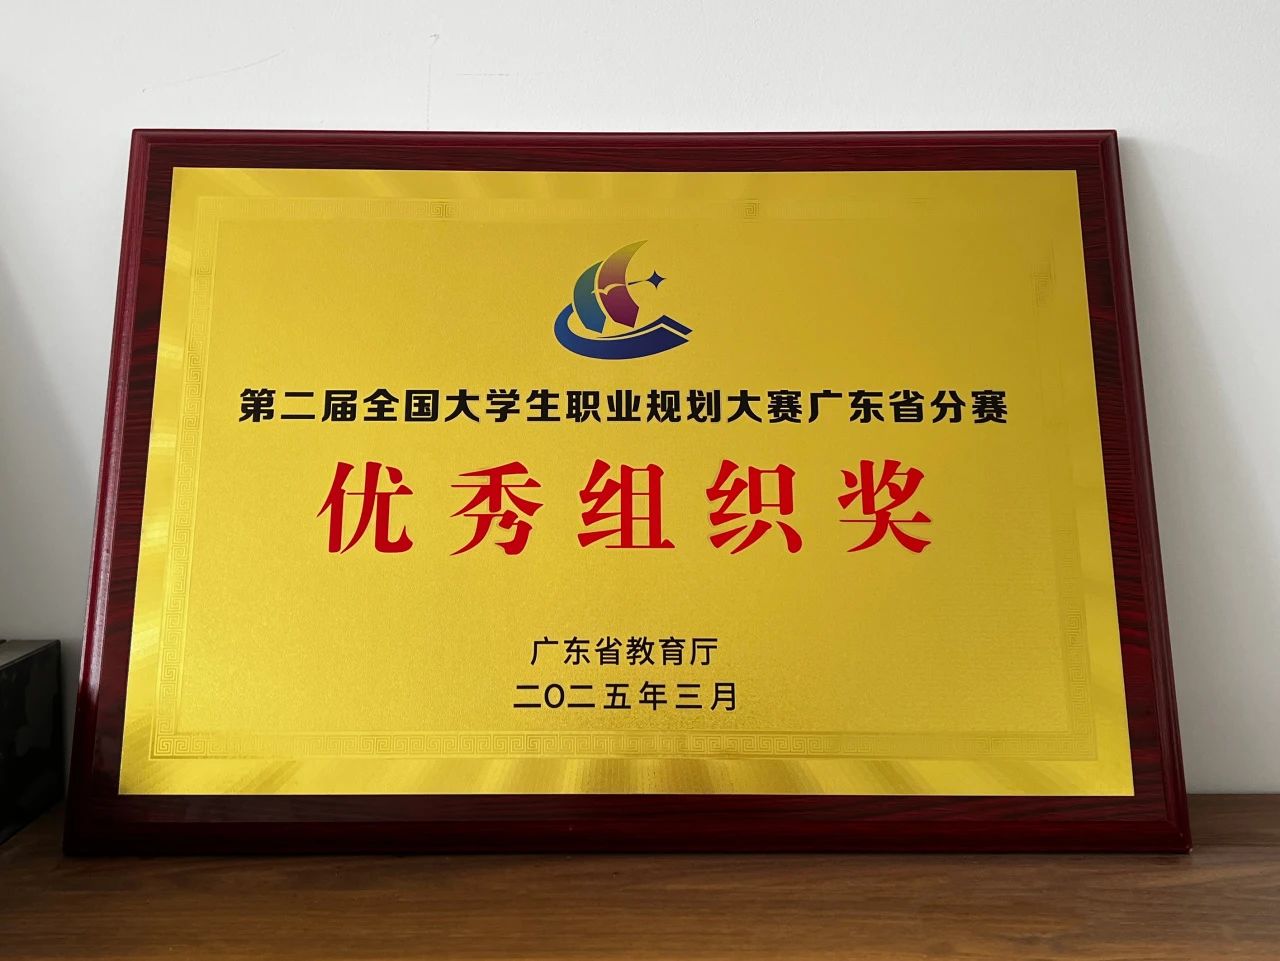 第二届全国大学生职业规划大赛广东省分赛
优秀组织奖
广东省教育厅
二〇二五年三月